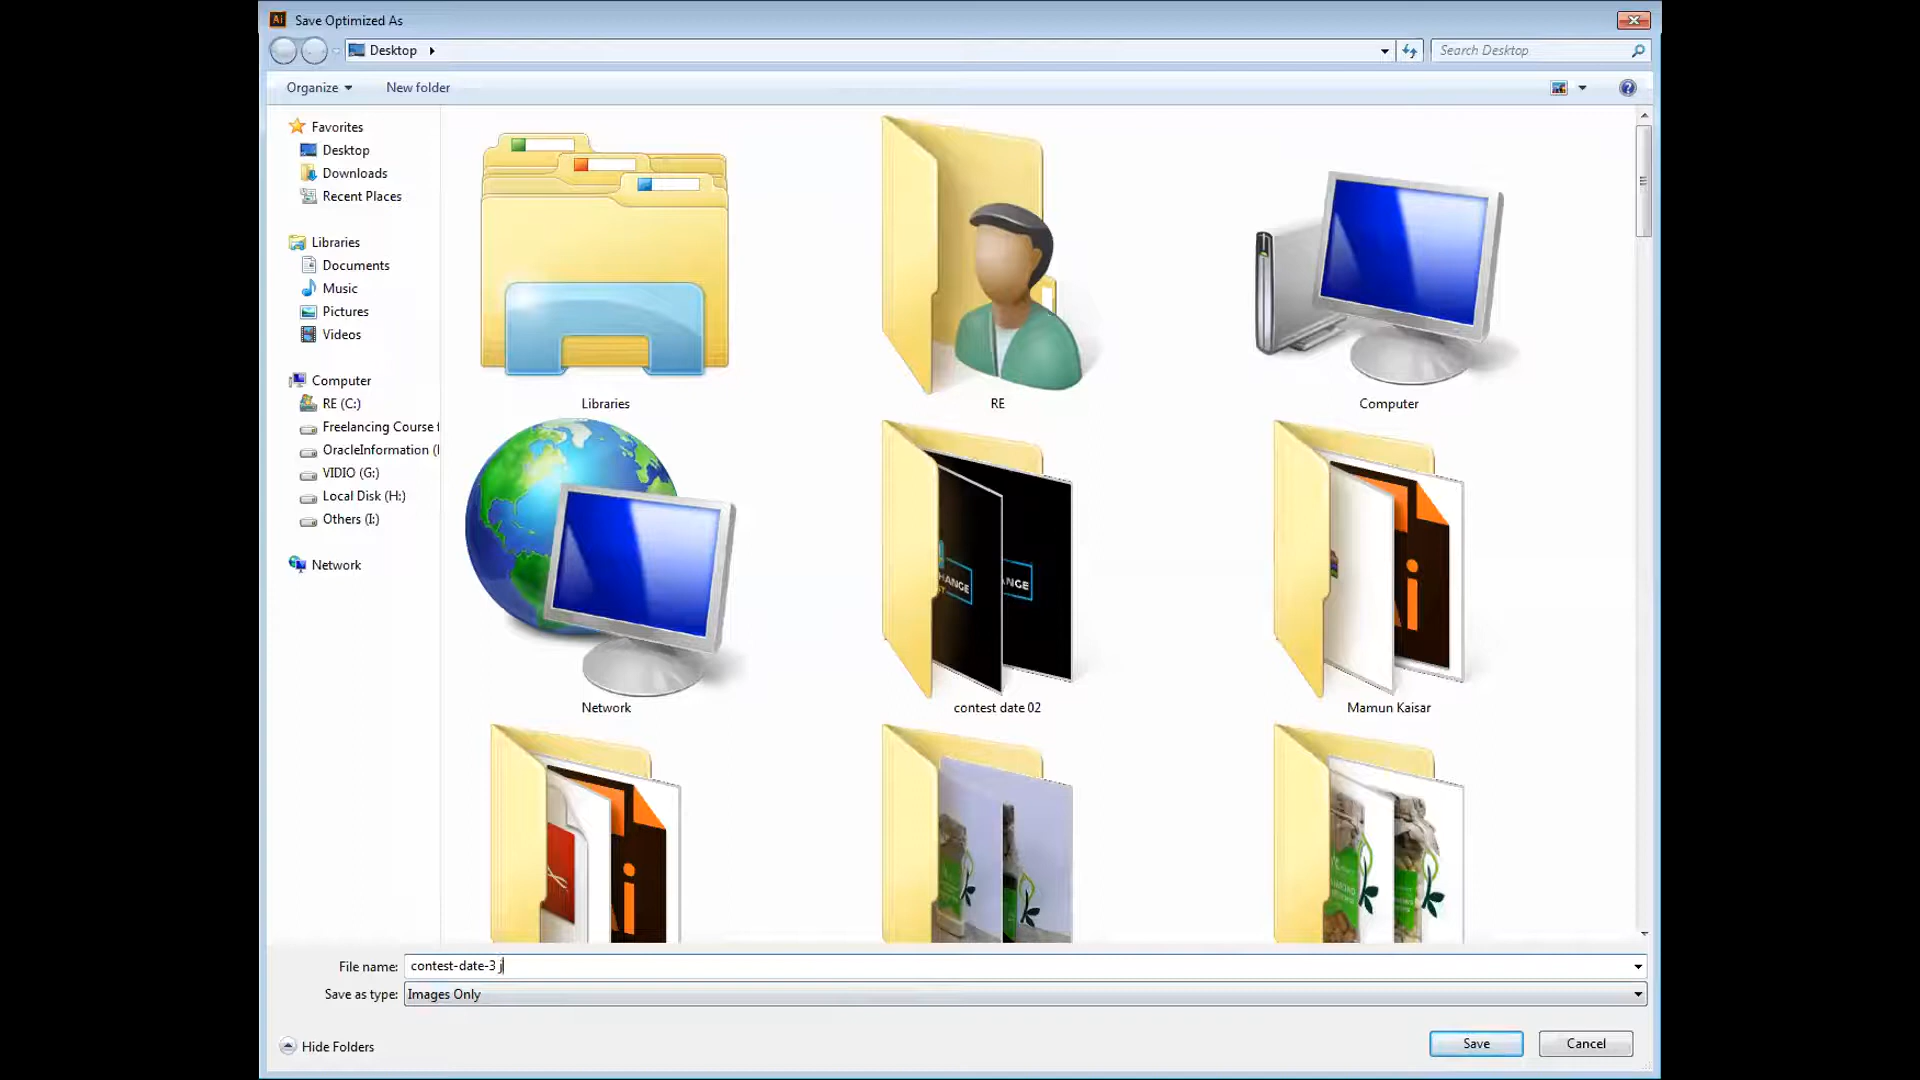 Ai Save Optimized As
Desktop
Search Desktop
Organize
New folder
Favorites
Desktop
Downloads
Recent Places
Libraries
Documents
Music
Pictures
Videos
Computer
RE (C:)
Freelancing Course
OracleInformation
VIDIO (G:)
Local Disk (H:)
Others (I:)
Network
Libraries
RE
Computer
Network
contest date 02
Mamun Kaisar
File name: contest-date-3 j
Save as type: Images Only
Hide Folders
Save
Cancel